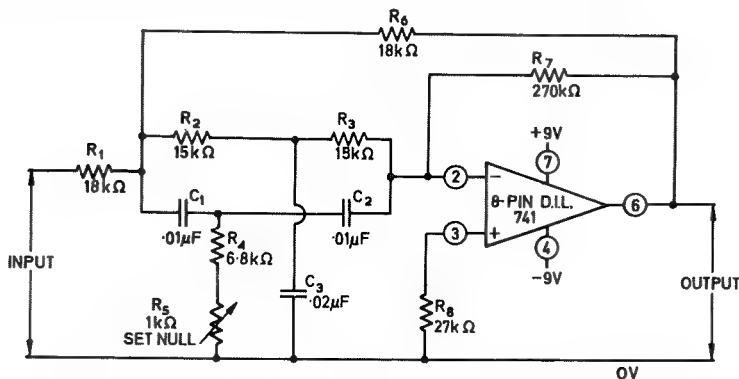 R6
18kΩ
R7
270kΩ
R2
15kΩ
R3
15kΩ
+9V
7
R1
18kΩ
2
−
8-PIN D.I.L.
741
6
C1
.01µF
C2
.01µF
3
+
4
−9V
R4
6.8kΩ
INPUT
OUTPUT
C3
.02µF
R5
1kΩ
SET NULL
R8
27kΩ
0V